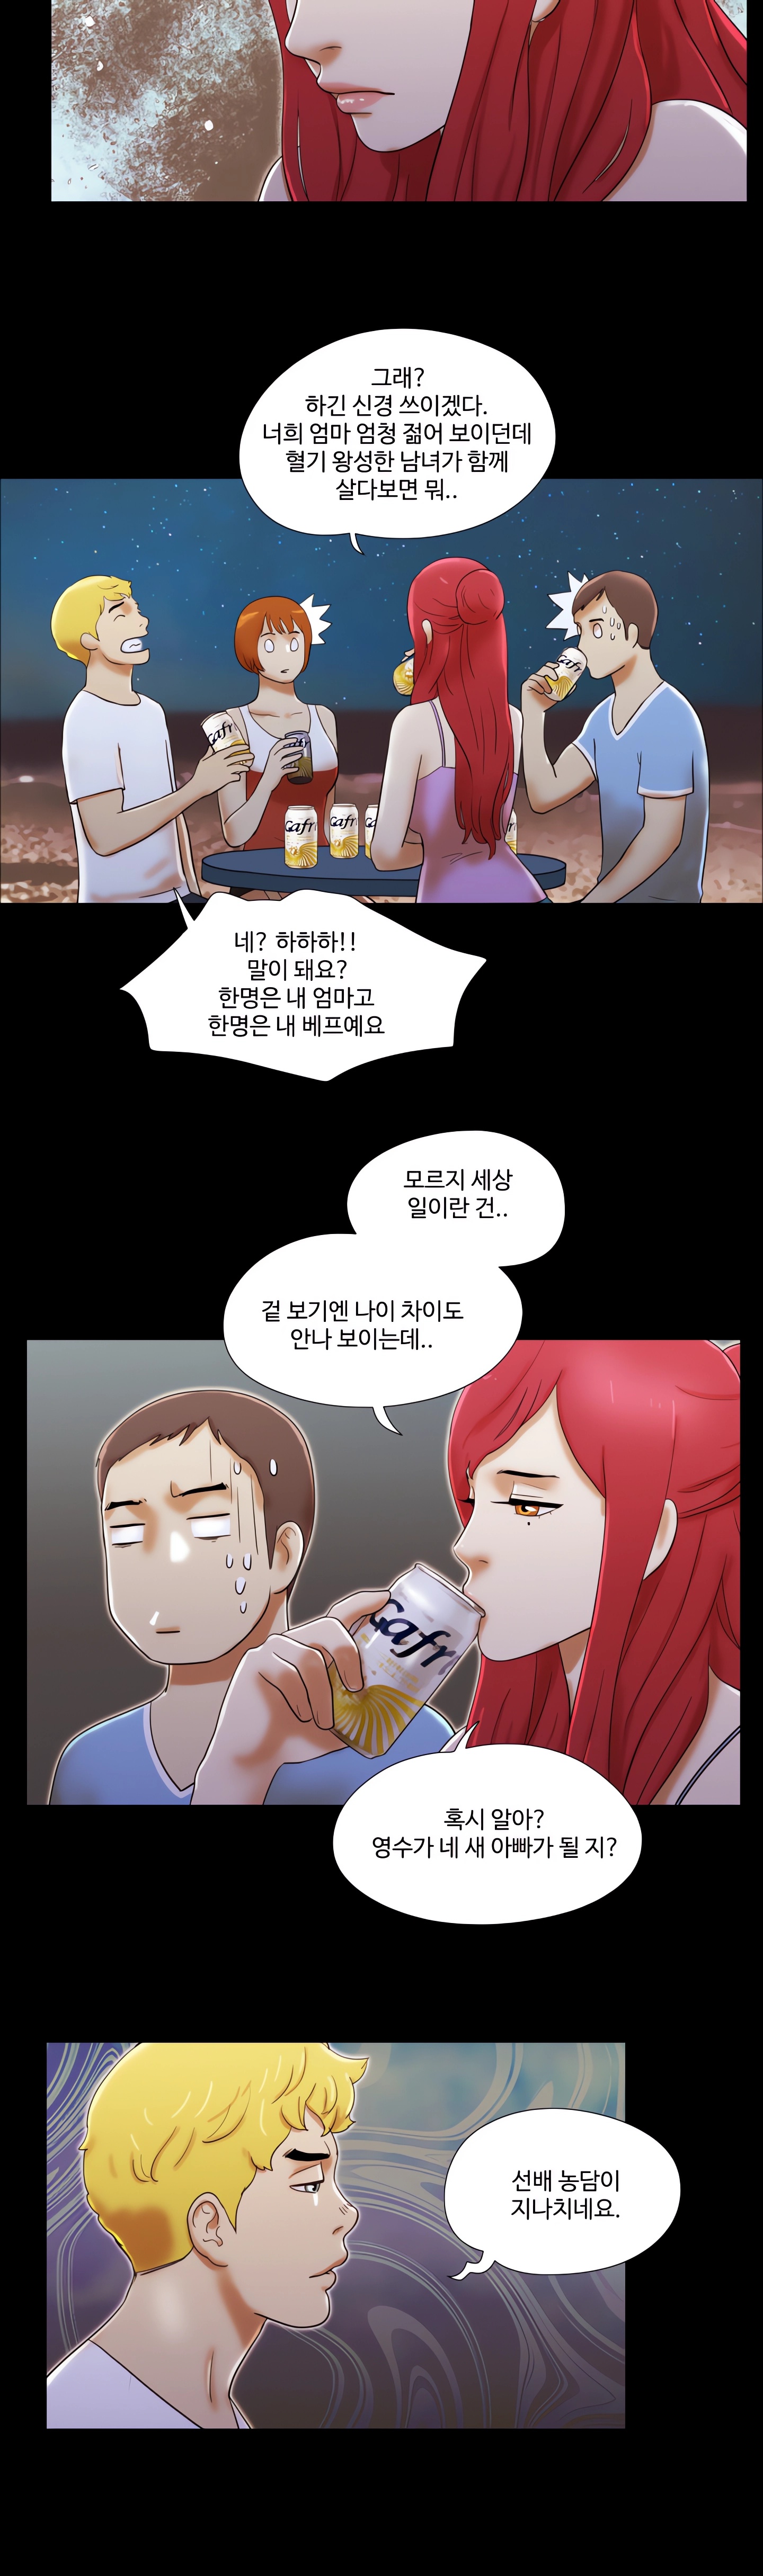 그래?
하긴 신경 쓰이겠다.
너희 엄마 엄청 젊어 보이던데
혈기 왕성한 남녀가 함께
살다보면 뭐..
Cafr
Cafr
Cafr
Cafr
네? 하하하!!
말이 돼요?
한명은 내 엄마고
한명은 내 베프예요
모르지 세상
일이란 건..
겉 보기엔 나이 차이도
안나 보이는데..
Cafr
혹시 알아?
영수가 네 새 아빠가 될 지?
선배 농담이
지나치네요.